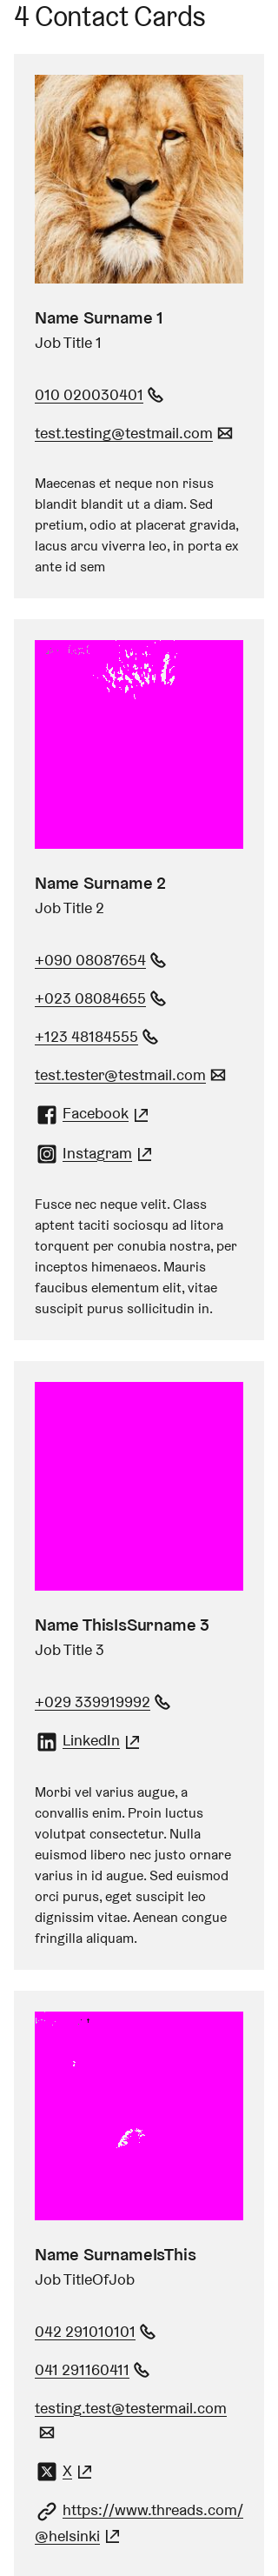 4 Contact Cards
Name Surname 1
Job Title 1
010 020030401
test.testing@testmail.com
Maecenas et neque non risus
blandit blandit ut a diam. Sed
pretium, odio at placerat gravida,
lacus arcu viverra leo, in porta ex
ante id sem
Name Surname 2
Job Title 2
+090 08087654
+023 08084655
+123 48184555
test.tester@testmail.com
Facebook
Instagram
Fusce nec neque velit. Class
aptent taciti sociosqu ad litora
torquent per conubia nostra, per
inceptos himenaeos. Mauris
faucibus elementum elit, vitae
suscipit purus sollicitudin in.
Name ThisIsSurname 3
Job Title 3
+029 339919992
LinkedIn
Morbi vel varius augue, a
convallis enim. Proin luctus
volutpat consectetur. Nulla
euismod libero nec justo ornare
varius in id augue. Sed euismod
orci purus, eget suscipit leo
dignissim vitae. Aenean congue
fringilla aliquam.
Name SurnameIsThis
Job TitleOfJob
042 291010101
041 291160411
testing.test@testermail.com
X
https://www.threads.com/
@helsinki